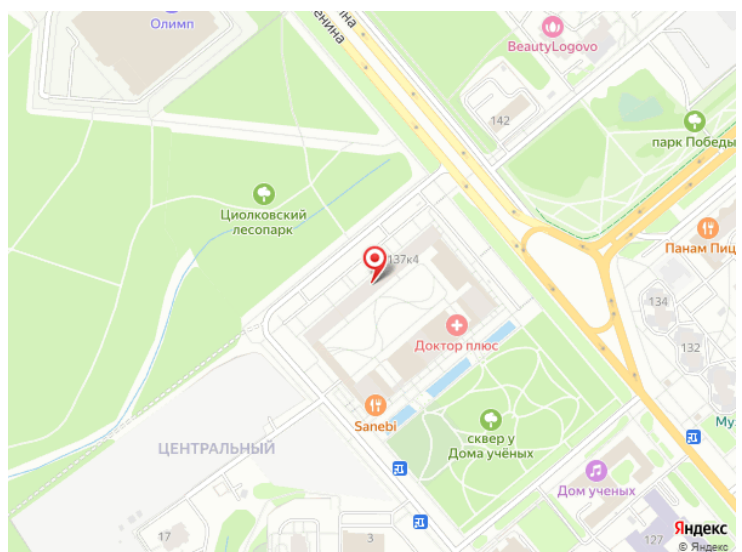 Олимп
Ленина
BeautyLogovo
142
парк Победы
Циолковский
лесопарк
137к4
Панам Пиц
134
132
Доктор плюс
Sanebi
сквер у
Дома учёных
ЦЕНТРАЛЬНЫЙ
Дом ученых
17
3
127
Яндекс
© Яндекс